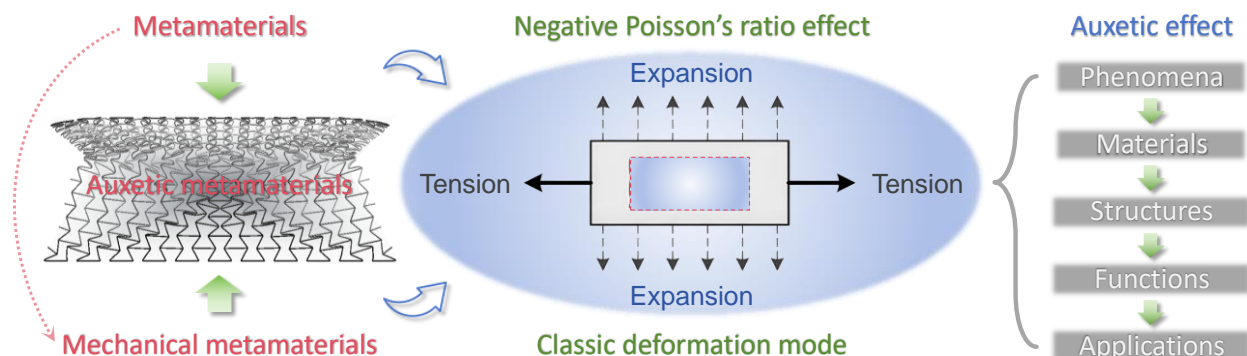 Metamaterials
Auxetic metamaterials
Mechanical metamaterials
Negative Poisson's ratio effect
Expansion
Tension
Tension
Expansion
Classic deformation mode
Auxetic effect
Phenomena
Materials
Structures
Functions
Applications